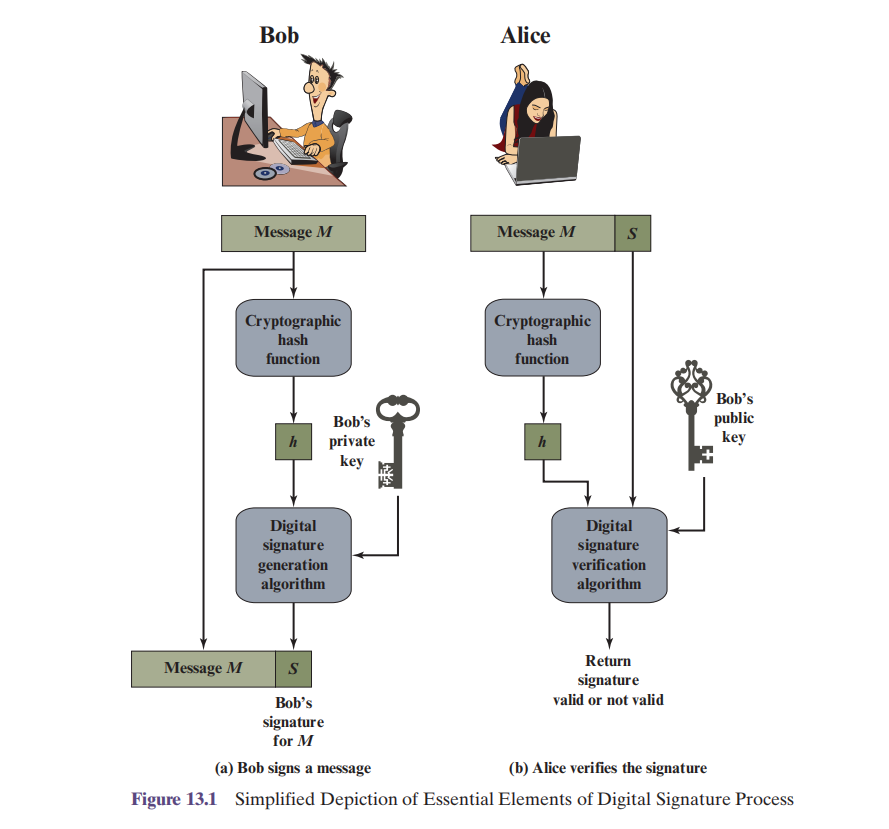 Bob
Alice
Message M
Cryptographic
hash
function
h
Bob's
private
key
Digital
signature
generation
algorithm
Message M
S
Bob's
signature
for M
(a) Bob signs a message
Message M
S
Cryptographic
hash
function
h
Bob's
public
key
Digital
signature
verification
algorithm
Return
signature
valid or not valid
(b) Alice verifies the signature
Figure 13.1 Simplified Depiction of Essential Elements of Digital Signature Process